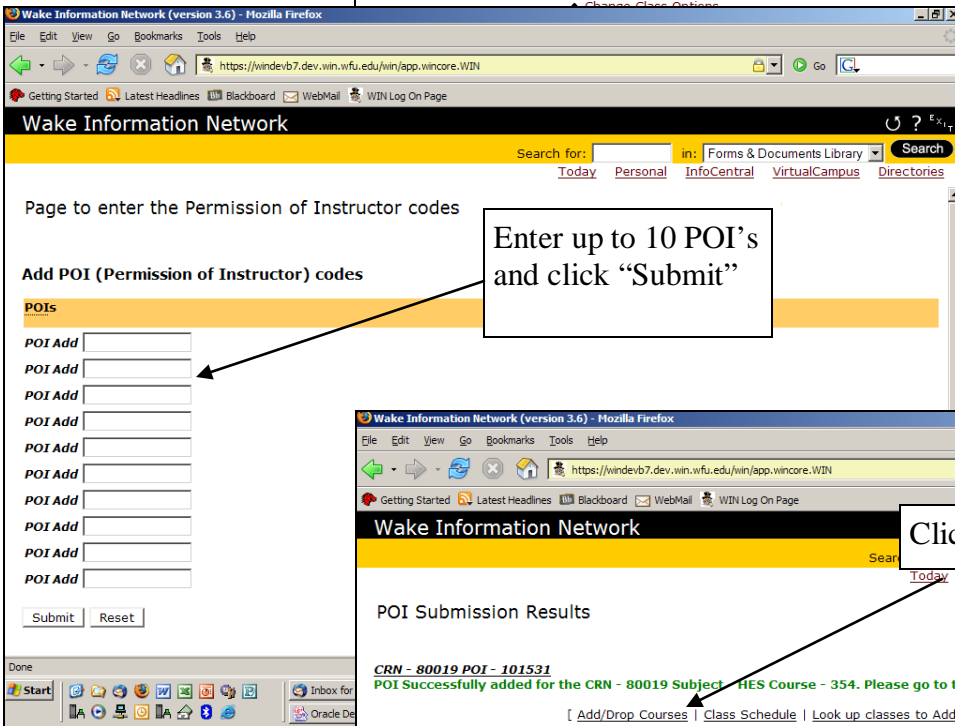 Change Class Options
Wake Information Network (version 3.6) - Mozilla Firefox
File Edit View Go Bookmarks Tools Help
https://windevb7.dev.win.wfu.edu/win/app.wincore.WIN
Go
Getting Started Latest Headlines Blackboard WebMail WIN Log On Page
Wake Information Network
? EXIT
Search for: in: Forms & Documents Library Search
Today Personal InfoCentral VirtualCampus Directories
Page to enter the Permission of Instructor codes
Enter up to 10 POI’s
and click “Submit”
Add POI (Permission of Instructor) codes
POIs
POI Add
POI Add
POI Add
POI Add
POI Add
POI Add
POI Add
POI Add
POI Add
POI Add
Submit Reset
Done
Start
Inbox for
Oracle De
Wake Information Network (version 3.6) - Mozilla Firefox
File Edit View Go Bookmarks Tools Help
https://windevb7.dev.win.wfu.edu/win/app.wincore.WIN
Getting Started Latest Headlines Blackboard WebMail WIN Log On Page
Wake Information Network
Clic
Sear
Today
POI Submission Results
CRN - 80019 POI - 101531
POI Successfully added for the CRN - 80019 Subject - HES Course - 354. Please go to t
[ Add/Drop Courses | Class Schedule | Look up classes to Add